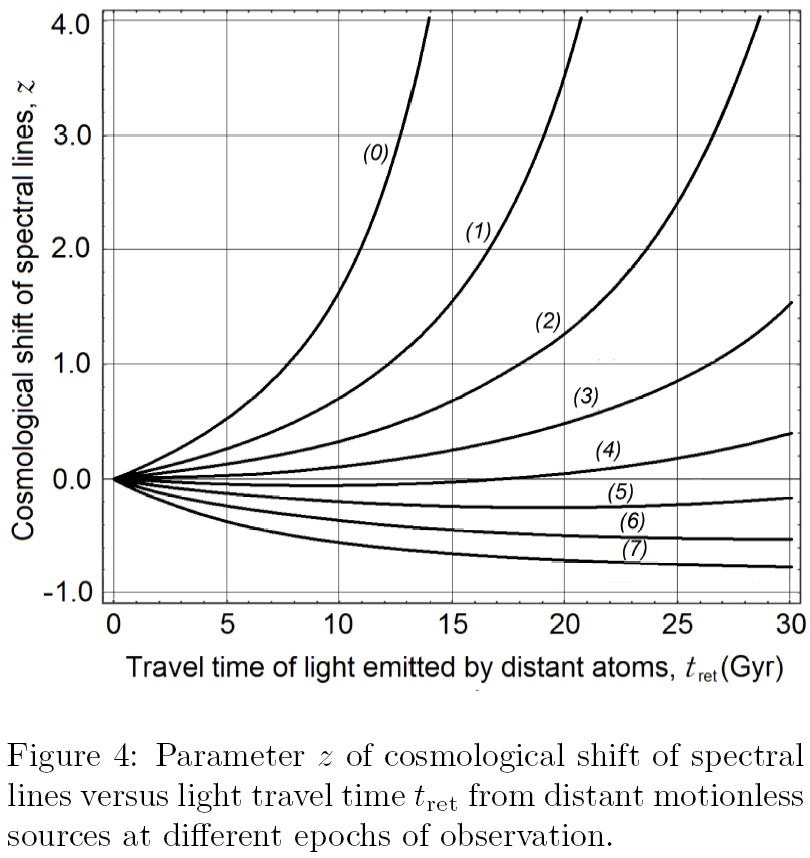 4.0
3.0
2.0
1.0
0.0
-1.0
Cosmological shift of spectral lines, z
(0)
(1)
(2)
(3)
(4)
(5)
(6)
(7)
0 5 10 15 20 25 30
Travel time of light emitted by distant atoms, t ret (Gyr)
Figure 4: Parameter z of cosmological shift of spectral
lines versus light travel time tret from distant motionless
sources at different epochs of observation.